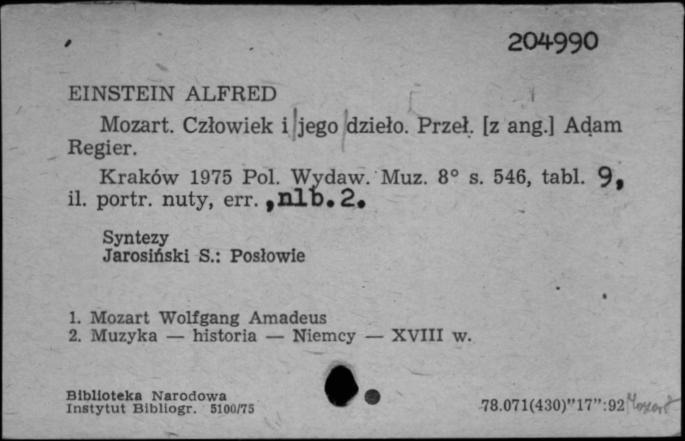 204990
EINSTEIN ALFRED
Mozart. Człowiek i jego dzieło. Przeł. [z ang.] Adam
Regier.
Kraków 1975 Pol. Wydaw. Muz. 8° s. 546, tabl. 9,
il. portr. nuty, err. ,nlb.2.
Syntezy
Jarosiński S.: Posłowie
1. Mozart Wolfgang Amadeus
2. Muzyka — historia — Niemcy — XVIII w.
Biblioteka Narodowa
Instytut Bibliogr. 5100/75
78.071(430)"17":92 Mozart